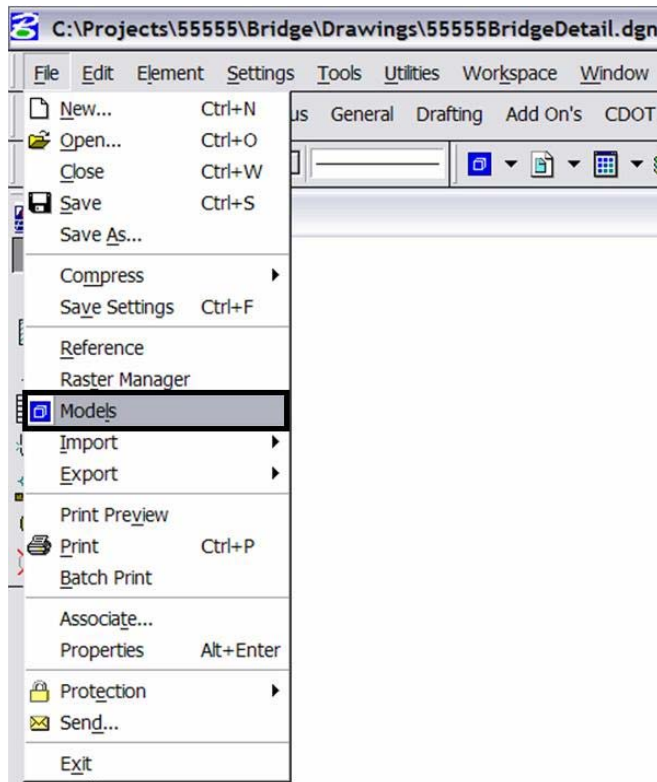 C:\Projects\55555\Bridge\Drawings\55555BridgeDetail.dgn
File Edit Element Settings Tools Utilities Workspace Window
us General Drafting Add On's CDOT
New... Ctrl+N
Open... Ctrl+O
Close Ctrl+W
Save Ctrl+S
Save As...
Compress
Save Settings Ctrl+F
Reference
Raster Manager
Models
Import
Export
Print Preview
Print Ctrl+P
Batch Print
Associate...
Properties Alt+Enter
Protection
Send...
Exit